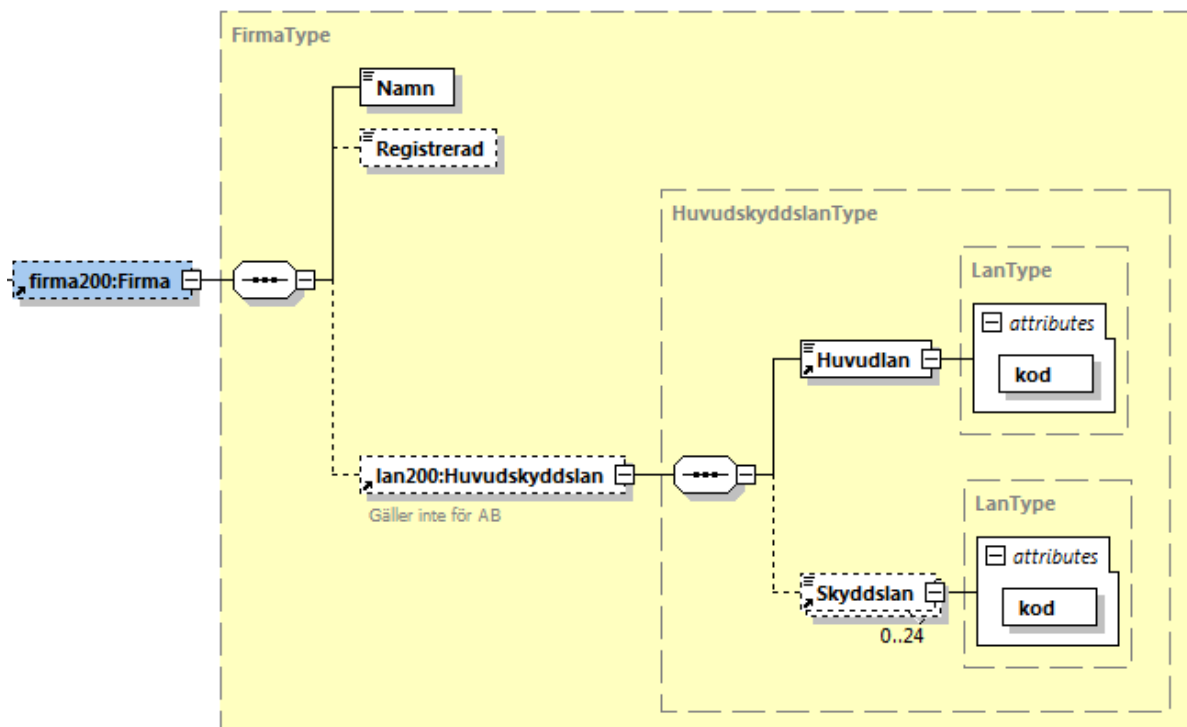 FirmaType
Namn
Registrerad
HuvudskyddslanType
firma200:Firma
LanType
attributes
Huvudlan
kod
lan200:Huvudskyddslan
Gäller inte för AB
LanType
attributes
Skyddslan
kod
0..24